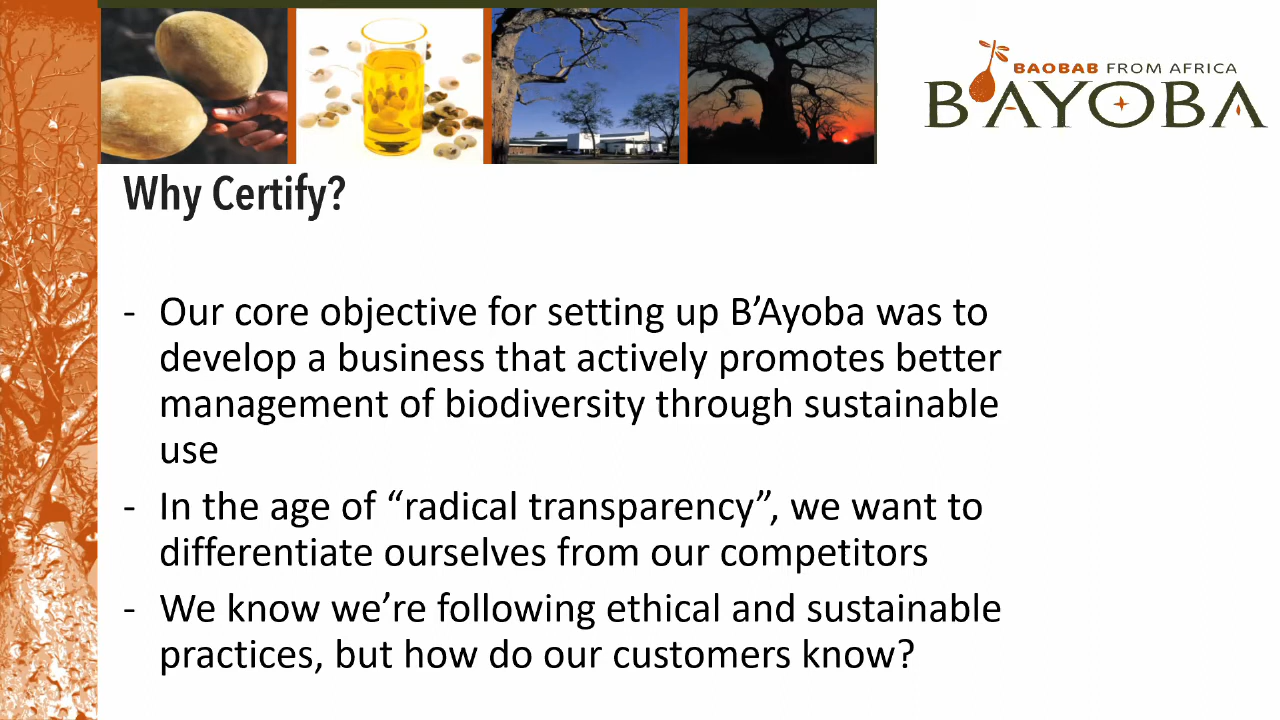 BAOBAB FROM AFRICA
B'AYOBA
Why Certify?
- Our core objective for setting up B’Ayoba was to
develop a business that actively promotes better
management of biodiversity through sustainable
use
- In the age of “radical transparency”, we want to
differentiate ourselves from our competitors
- We know we’re following ethical and sustainable
practices, but how do our customers know?